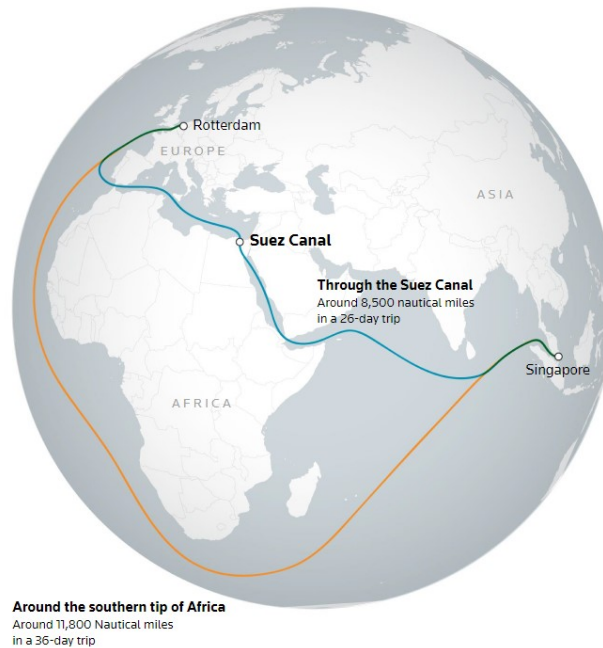 Rotterdam
EUROPE
ASIA
Suez Canal
Through the Suez Canal
Around 8,500 nautical miles
in a 26-day trip
Singapore
AFRICA
Around the southern tip of Africa
Around 11,800 Nautical miles
in a 36-day trip